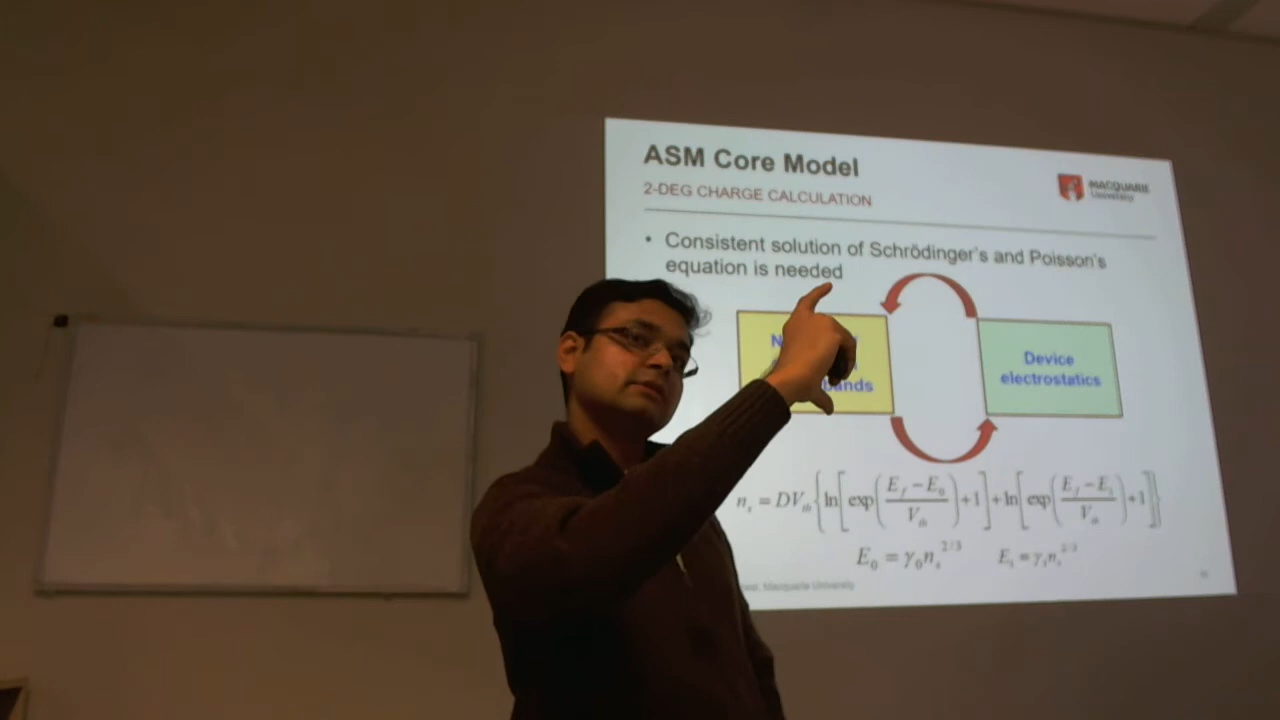 ASM Core Model
MACQUARIE
University
2-DEG CHARGE CALCULATION
• Consistent solution of Schrödinger's and Poisson's
equation is needed
Device
electrostatics
n_s = DV_th {ln[exp((E_f − E_0)/V_th) + 1] + ln[exp((E_f − E_1)/V_th) + 1]}
E_0 = γ_0 n_s^2/3 E_1 = γ_1 n_s^2/3
Macquarie University